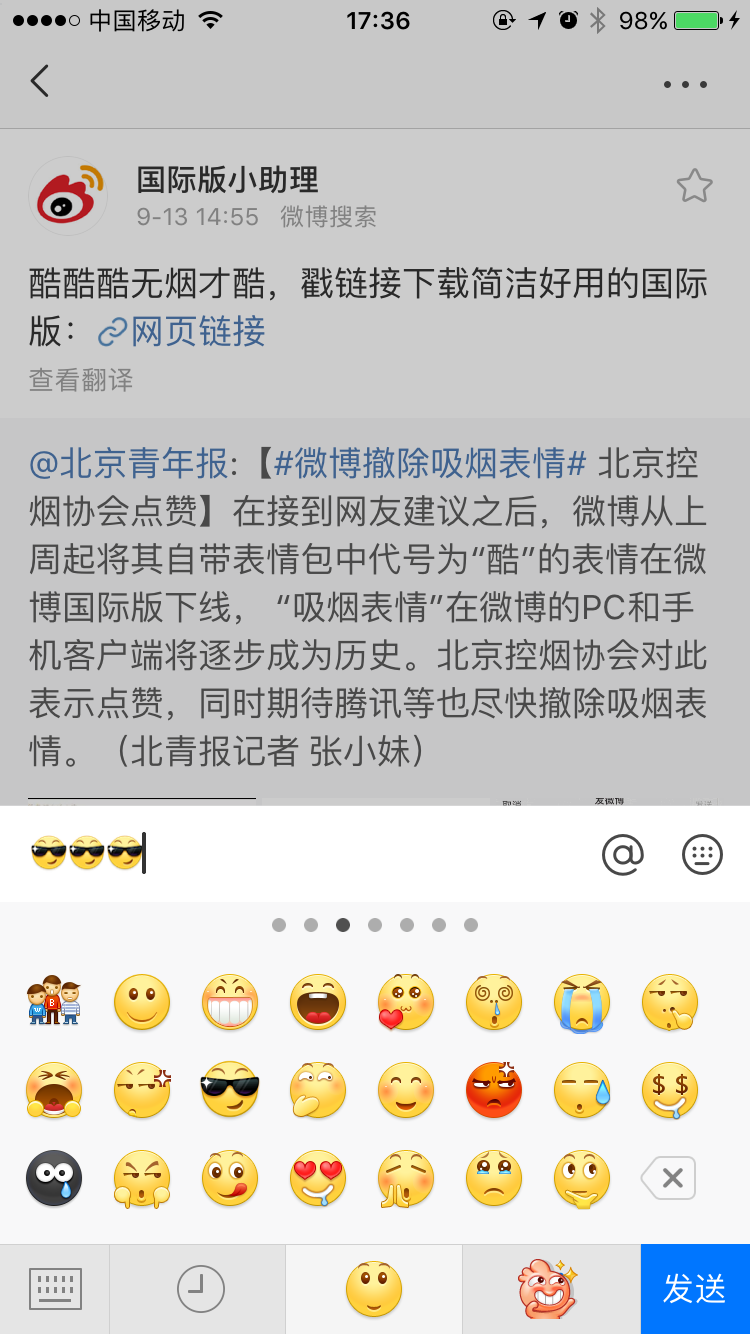 中国移动 17:36 98%
国际版小助理
9-13 14:55 微博搜索
酷酷酷无烟才酷，戳链接下载简洁好用的国际
版：网页链接
查看翻译
@北京青年报:【#微博撤除吸烟表情# 北京控
烟协会点赞】在接到网友建议之后，微博从上
周起将其自带表情包中代号为“酷”的表情在微
博国际版下线，“吸烟表情”在微博的PC和手
机客户端将逐步成为历史。北京控烟协会对此
表示点赞，同时期待腾讯等也尽快撤除吸烟表
情。（北青报记者 张小妹）
发微博
发送